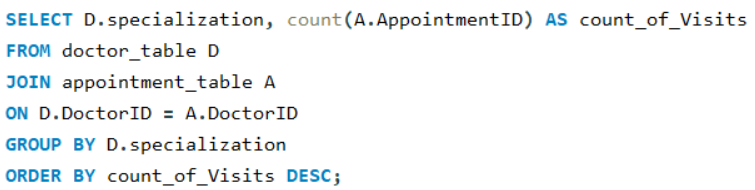 SELECT D.specialization, count(A.AppointmentID) AS count_of_Visits
FROM doctor_table D
JOIN appointment_table A
ON D.DoctorID = A.DoctorID
GROUP BY D.specialization
ORDER BY count_of_Visits DESC;